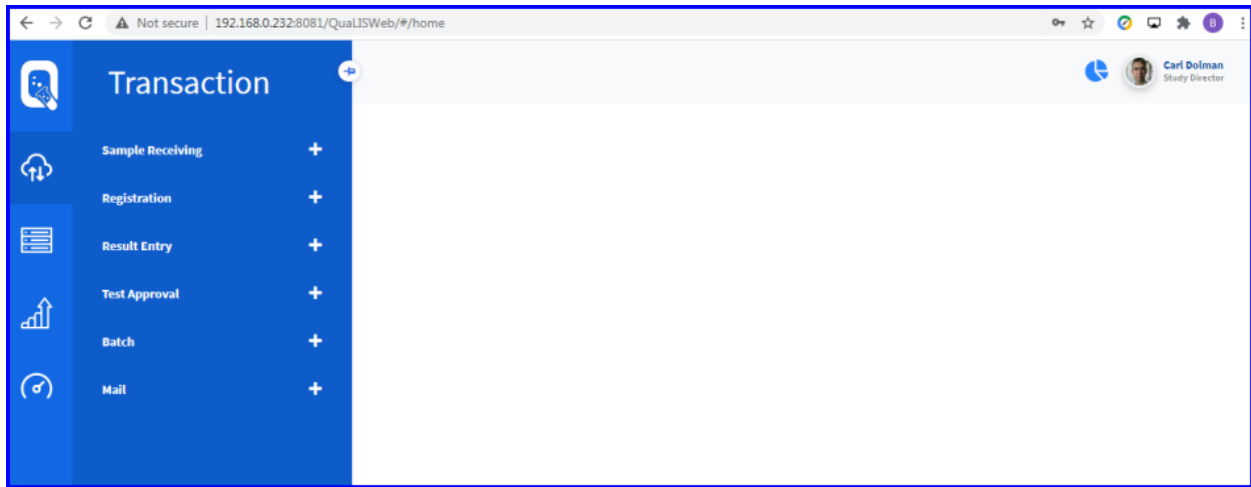 Not secure | 192.168.0.232:8081/QuaLISWeb/#/home
B
Transaction
Carl Dolman
Study Director
Sample Receiving
Registration
Result Entry
Test Approval
Batch
Mail